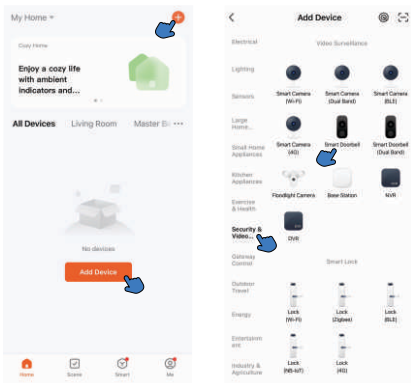 My Home
Cozy Home
Enjoy a cozy life
with ambient
indicators and...
All Devices Living Room Master B
No devices
Add Device
Home Scene Smart Me
Add Device
Electrical
Lighting
Sensors
Large
Home...
Small Home
Appliances
Kitchen
Appliances
Exercise
& Health
Security &
Video...
Gateway
Control
Outdoor
Travel
Energy
Entertainm
ent
Industry &
Agriculture
Video Surveillance
Smart Camera
(Wi-Fi)
Smart Camera
(Dual Band)
Smart Camera
(BLE)
Smart Camera
(4G)
Smart Doorbell
Smart Doorbell
(Dual Band)
Floodlight Camera
Base Station
NVR
DVR
Smart Lock
Lock
(Wi-Fi)
Lock
(Zigbee)
Lock
(BLE)
Lock
(NB-IoT)
Lock
(4G)